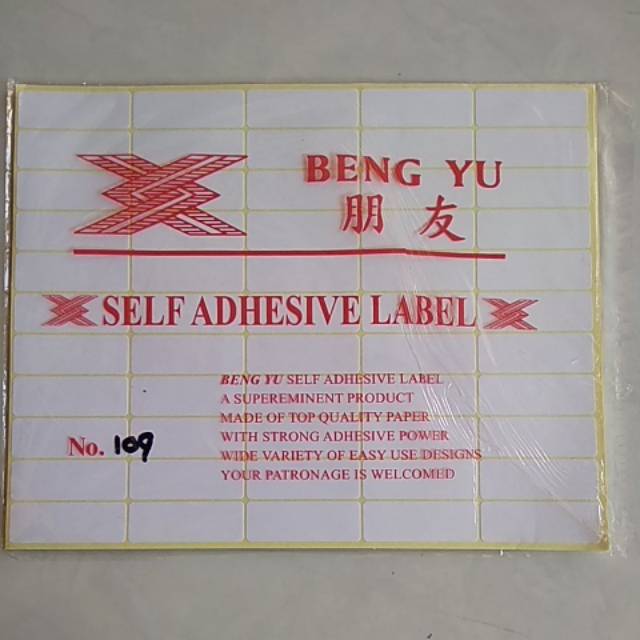 BENG YU
朋 友
SELF ADHESIVE LABEL
BENG YU SELF ADHESIVE LABEL
A SUPEREMINENT PRODUCT
MADE OF TOP QUALITY PAPER
WITH STRONG ADHESIVE POWER
WIDE VARIETY OF EASY USE DESIGNS
YOUR PATRONAGE IS WELCOMED
No. 109